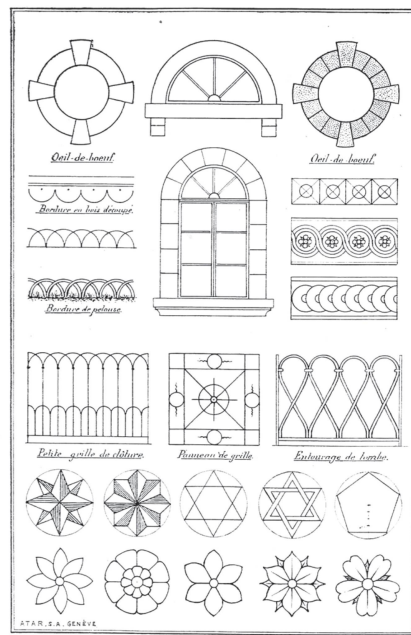 Oeil-de-boeuf.
Oeil-de-boeuf.
Bordure en bois découpé.
Bordure de pelouse.
Petite grille de clôture.
Panneau de grille.
Entourage de tombe.
ATAR. S.A. GENÈVE